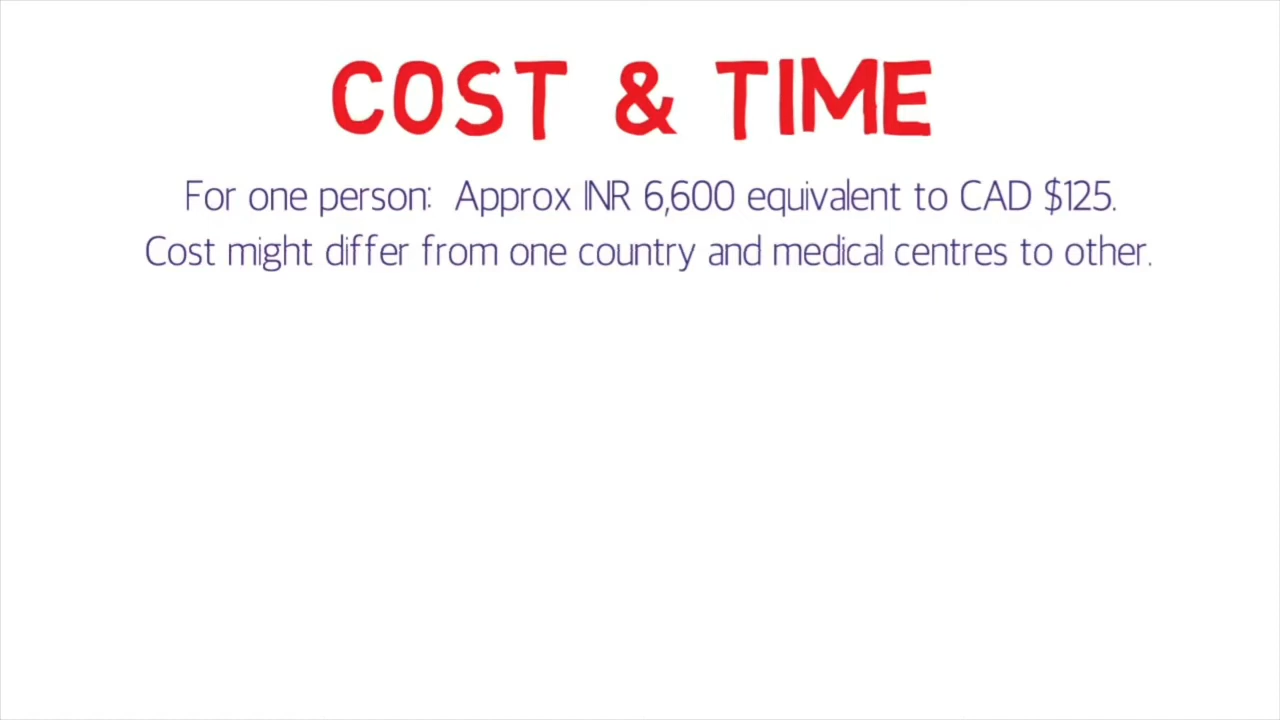 COST & TIME
For one person: Approx INR 6,600 equivalent to CAD $125.
Cost might differ from one country and medical centres to other.